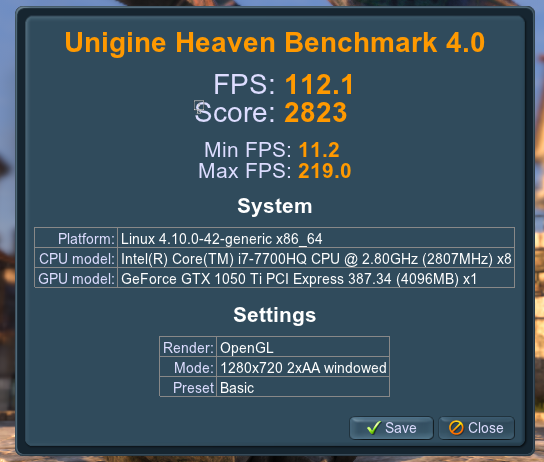 Unigine Heaven Benchmark 4.0
FPS: 112.1
Score: 2823
Min FPS: 11.2
Max FPS: 219.0
System
Platform: Linux 4.10.0-42-generic x86_64
CPU model: Intel(R) Core(TM) i7-7700HQ CPU @ 2.80GHz (2807MHz) x8
GPU model: GeForce GTX 1050 Ti PCI Express 387.34 (4096MB) x1
Settings
Render: OpenGL
Mode: 1280x720 2xAA windowed
Preset Basic
Save Close